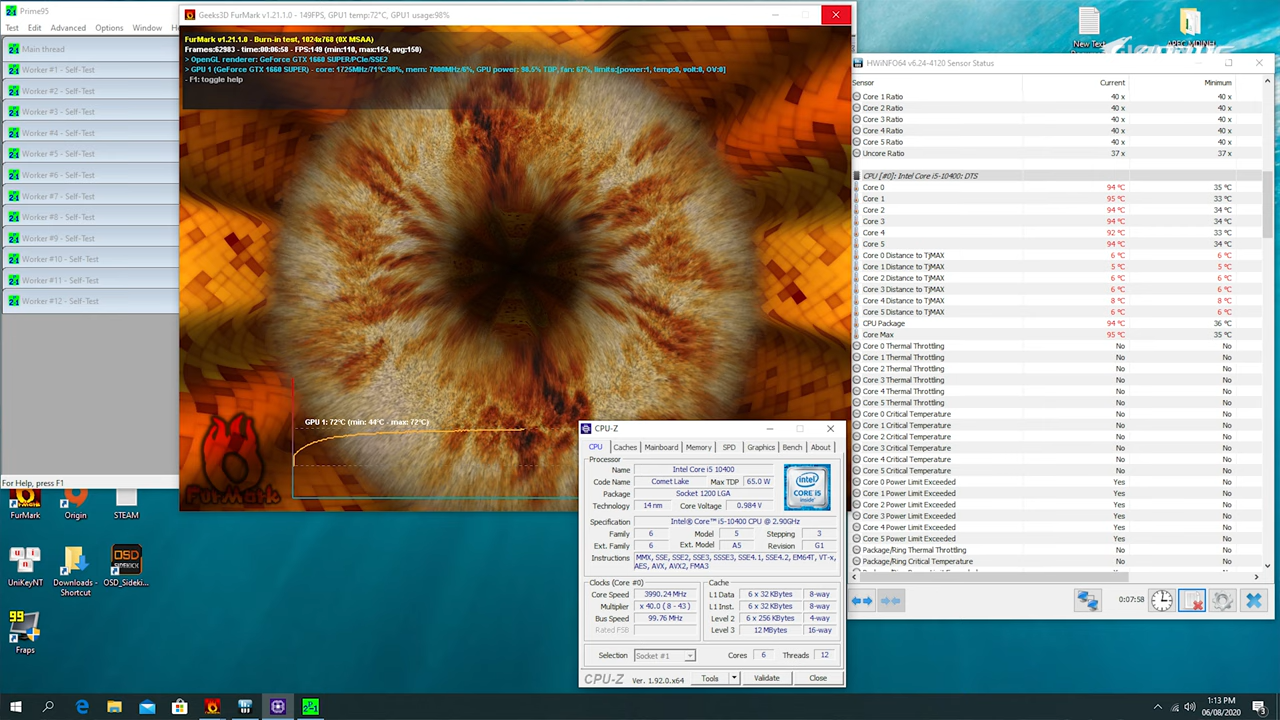 Prime95
Test Edit Advanced Options Window
Main thread
Worker #1 - Self-Test
Worker #2 - Self-Test
Worker #3 - Self-Test
Worker #4 - Self-Test
Worker #5 - Self-Test
Worker #6 - Self-Test
Worker #7 - Self-Test
Worker #8 - Self-Test
Worker #9 - Self-Test
Worker #10 - Self-Test
Worker #11 - Self-Test
Worker #12 - Self-Test
For Help, press F1
Geeks3D FurMark v1.21.1.0 - 149FPS, GPU1 temp:72°C, GPU1 usage:98%
FurMark v1.21.1.0 - Burn-in test, 1024x768 (0X MSAA)
Frames:62983 - time:00:06:58 - FPS:149 (min:110, max:154, avg:150)
> OpenGL renderer: GeForce GTX 1660 SUPER/PCIe/SSE2
> GPU 1 (GeForce GTX 1660 SUPER) - core: 1725MHz/71°C/98%, mem: 7000MHz/6%, GPU power: 98.5% TDP, fan: 67%, limits:[power:1, temp:0, volt:0, OV:0]
- F1: toggle help
GPU 1: 72°C (min: 44°C - max: 72°C)
FurMark
New Text
HWiNFO64 v6.24-4120 Sensor Status
Sensor Current Minimum
Core 1 Ratio 40 x 40 x
Core 2 Ratio 40 x 40 x
Core 3 Ratio 40 x 40 x
Core 4 Ratio 40 x 40 x
Core 5 Ratio 40 x 40 x
Uncore Ratio 37 x 37 x
CPU [#0]: Intel Core i5-10400: DTS
Core 0 94 °C 35 °C
Core 1 95 °C 33 °C
Core 2 94 °C 34 °C
Core 3 94 °C 34 °C
Core 4 92 °C 33 °C
Core 5 94 °C 34 °C
Core 0 Distance to TjMAX 6 °C 6 °C
Core 1 Distance to TjMAX 5 °C 5 °C
Core 2 Distance to TjMAX 6 °C 6 °C
Core 3 Distance to TjMAX 6 °C 6 °C
Core 4 Distance to TjMAX 8 °C 8 °C
Core 5 Distance to TjMAX 6 °C 6 °C
CPU Package 94 °C 36 °C
Core Max 95 °C 35 °C
Core 0 Thermal Throttling No No
Core 1 Thermal Throttling No No
Core 2 Thermal Throttling No No
Core 3 Thermal Throttling No No
Core 4 Thermal Throttling No No
Core 5 Thermal Throttling No No
Core 0 Critical Temperature No No
Core 1 Critical Temperature No No
Core 2 Critical Temperature No No
Core 3 Critical Temperature No No
Core 4 Critical Temperature No No
Core 5 Critical Temperature No No
Core 0 Power Limit Exceeded Yes No
Core 1 Power Limit Exceeded Yes No
Core 2 Power Limit Exceeded Yes No
Core 3 Power Limit Exceeded Yes No
Core 4 Power Limit Exceeded Yes No
Core 5 Power Limit Exceeded Yes No
Package/Ring Thermal Throttling No No
Package/Ring Critical Temperature No No
0:07:58
CPU-Z
CPU Caches Mainboard Memory SPD Graphics Bench About
Processor
Name Intel Core i5 10400
Code Name Comet Lake Max TDP 65.0 W
Package Socket 1200 LGA
Technology 14 nm Core Voltage 0.984 V
intel CORE i5 inside
Specification Intel® Core™ i5-10400 CPU @ 2.90GHz
Family 6 Model 5 Stepping 3
Ext. Family 6 Ext. Model A5 Revision G1
Instructions MMX, SSE, SSE2, SSE3, SSSE3, SSE4.1, SSE4.2, EM64T, VT-x,
AES, AVX, AVX2, FMA3
Clocks (Core #0) Cache
Core Speed 3990.24 MHz L1 Data 6 x 32 KBytes 8-way
Multiplier x 40.0 ( 8 - 43 ) L1 Inst. 6 x 32 KBytes 8-way
Bus Speed 99.76 MHz Level 2 6 x 256 KBytes 4-way
Rated FSB Level 3 12 MBytes 16-way
Selection Socket #1 Cores 6 Threads 12
CPU-Z Ver. 1.92.0.x64 Tools Validate Close
FurMark Origin STEAM
UniKeyNT Downloads - Shortcut OSD_Sideki...
99
Fraps
1:13 PM
06/08/2020
3